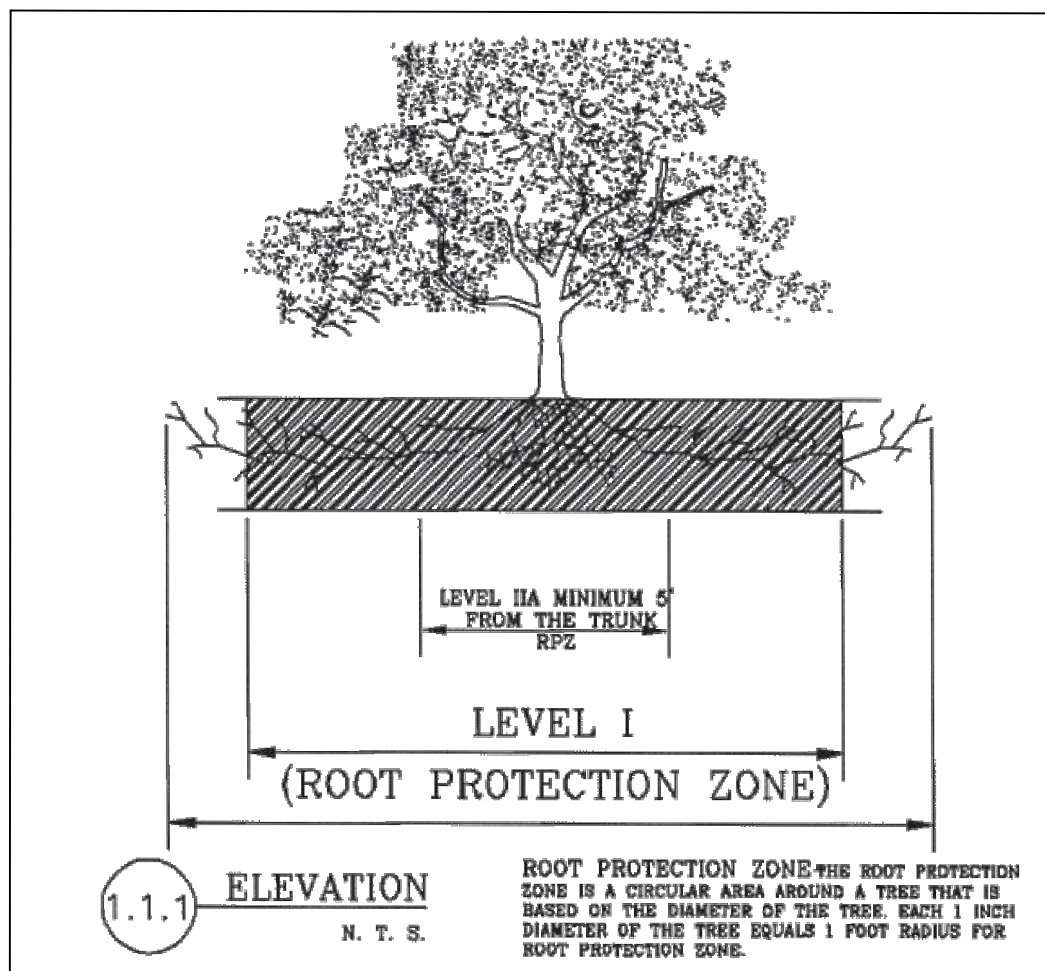 LEVEL IIA MINIMUM 5'
FROM THE TRUNK
RPZ
LEVEL I
(ROOT PROTECTION ZONE)
1.1.1
ELEVATION
N. T. S.
ROOT PROTECTION ZONE-THE ROOT PROTECTION
ZONE IS A CIRCULAR AREA AROUND A TREE THAT IS
BASED ON THE DIAMETER OF THE TREE. EACH 1 INCH
DIAMETER OF THE TREE EQUALS 1 FOOT RADIUS FOR
ROOT PROTECTION ZONE.